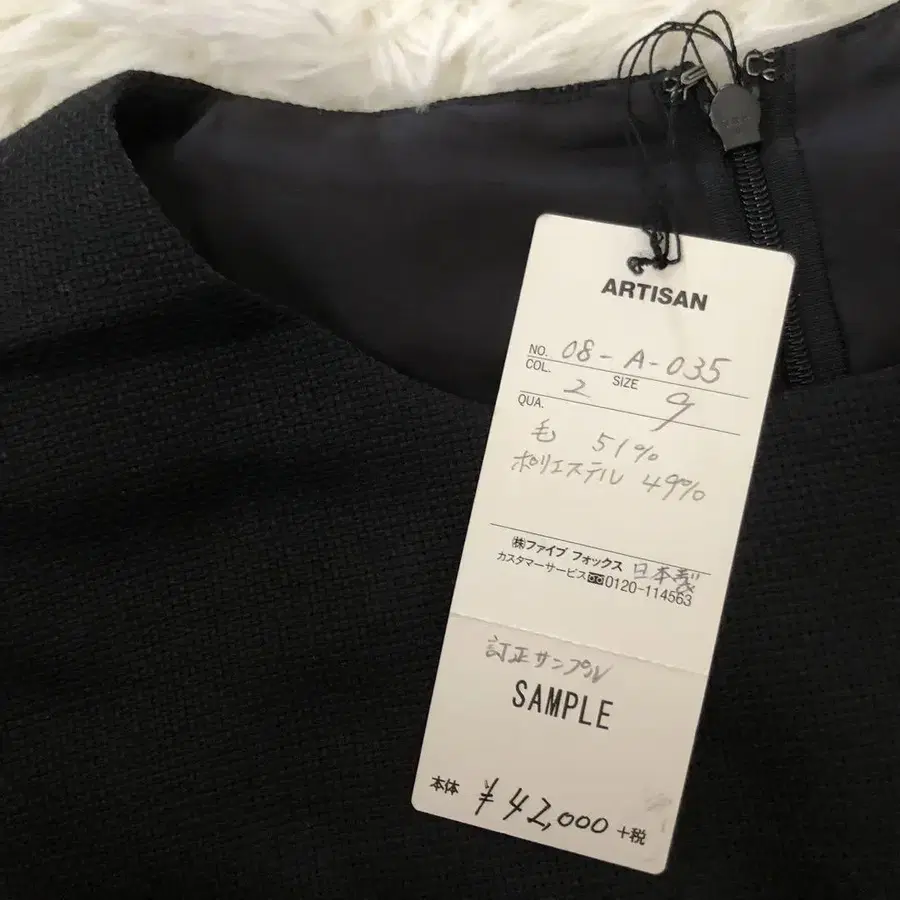 ARTISAN
NO. 08-A-035
COL. 2 SIZE 9
QUA.
毛 51%
ポリエステル 49%
㈱ファイブ フォックス 日本製
カスタマーサービス 0120-114563
訂正サンプル
SAMPLE
本体 ¥42,000 +税